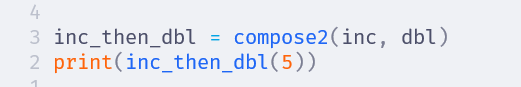 4
3 inc_then_dbl = compose2(inc, dbl)
2 print(inc_then_dbl(5))
1